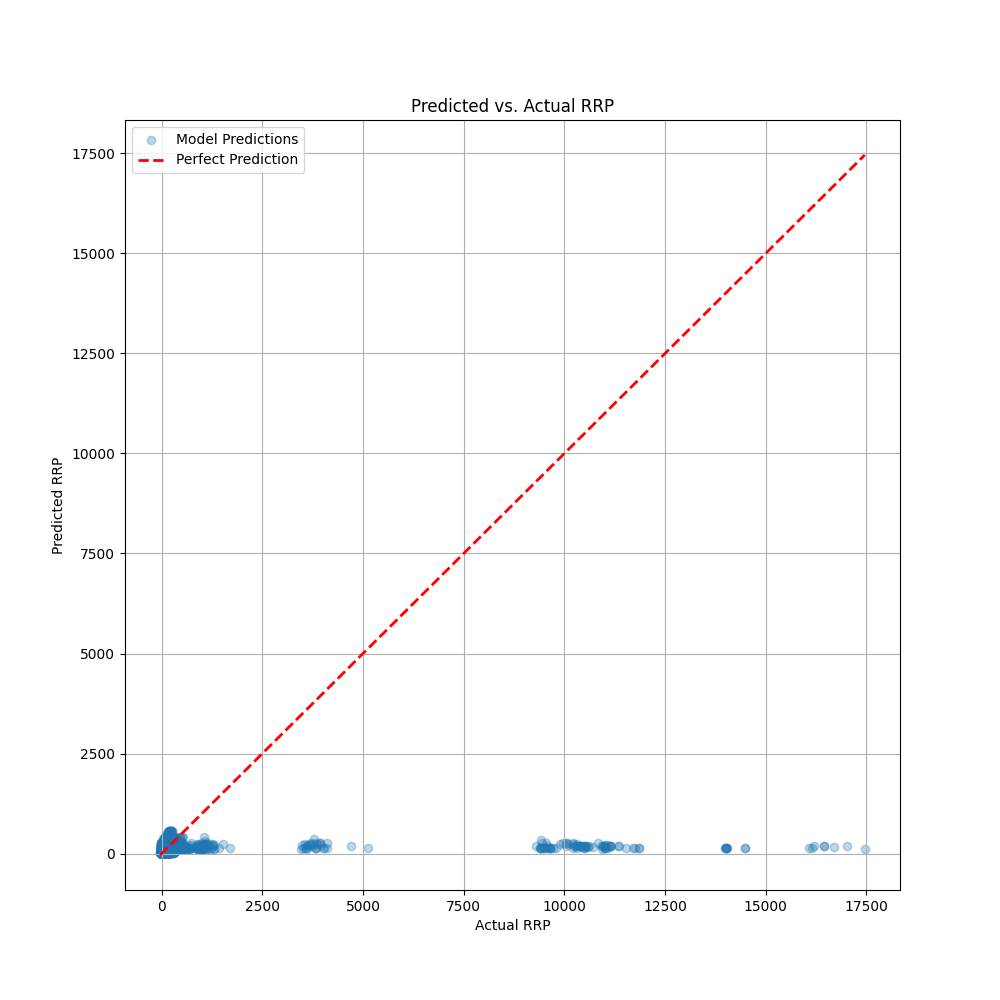 Predicted vs. Actual RRP
Model Predictions
Perfect Prediction
17500
15000
12500
10000
7500
5000
2500
0
Predicted RRP
0 2500 5000 7500 10000 12500 15000 17500
Actual RRP